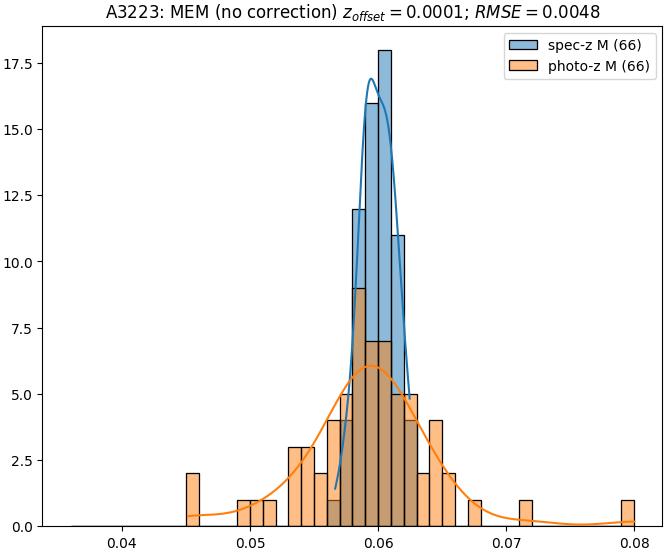 A3223: MEM (no correction) z_offset = 0.0001; RMSE = 0.0048
spec-z M (66)
photo-z M (66)
17.5
15.0
12.5
10.0
7.5
5.0
2.5
0.0
0.04 0.05 0.06 0.07 0.08